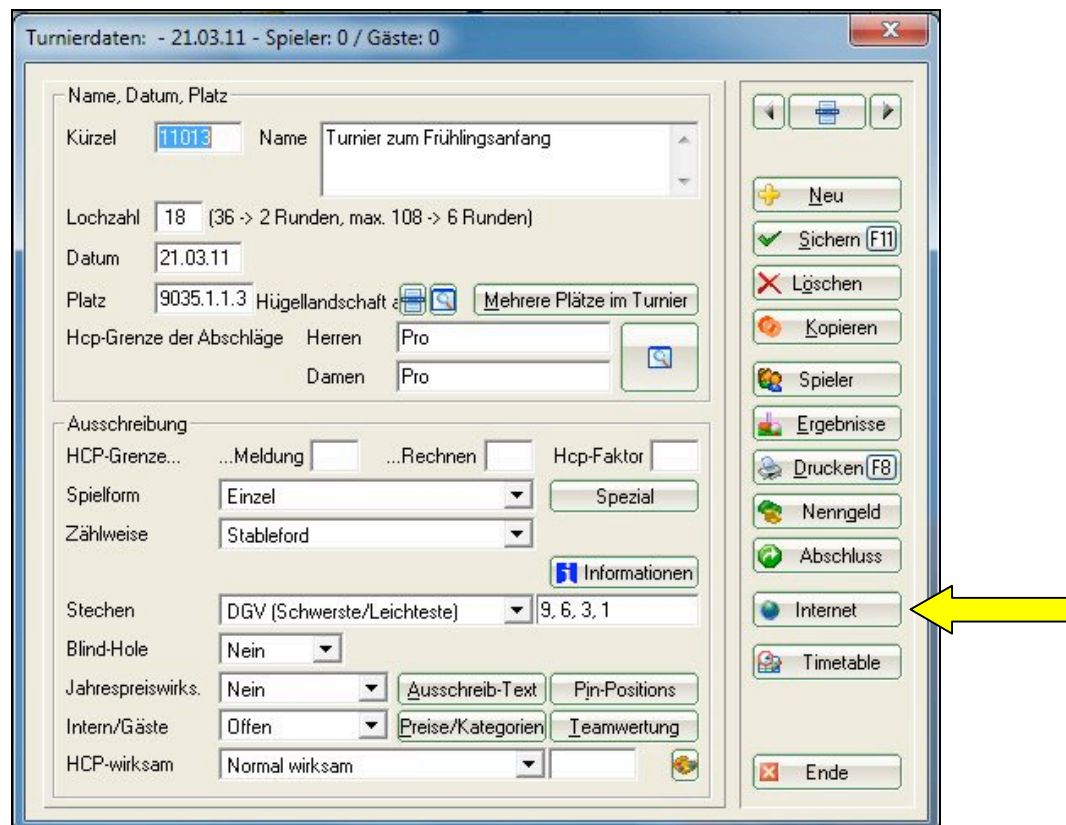 Turnierdaten: - 21.03.11 - Spieler: 0 / Gäste: 0
Name, Datum, Platz
Kürzel 11013 Name Turnier zum Frühlingsanfang
Lochzahl 18 (36 -> 2 Runden, max. 108 -> 6 Runden)
Datum 21.03.11
Platz 9035.1.1.3 Hügellandschaft a Mehrere Plätze im Turnier
Hcp-Grenze der Abschläge Herren Pro
Damen Pro
Ausschreibung
HCP-Grenze... ...Meldung ...Rechnen Hcp-Faktor
Spielform Einzel Spezial
Zählweise Stableford
Informationen
Stechen DGV (Schwerste/Leichteste) 9, 6, 3, 1
Blind-Hole Nein
Jahrespreiswirks. Nein Ausschreib-Text Pin-Positions
Intern/Gäste Offen Preise/Kategorien Teamwertung
HCP-wirksam Normal wirksam
Neu
Sichern F11
Löschen
Kopieren
Spieler
Ergebnisse
Drucken F8
Nenngeld
Abschluss
Internet
Timetable
Ende